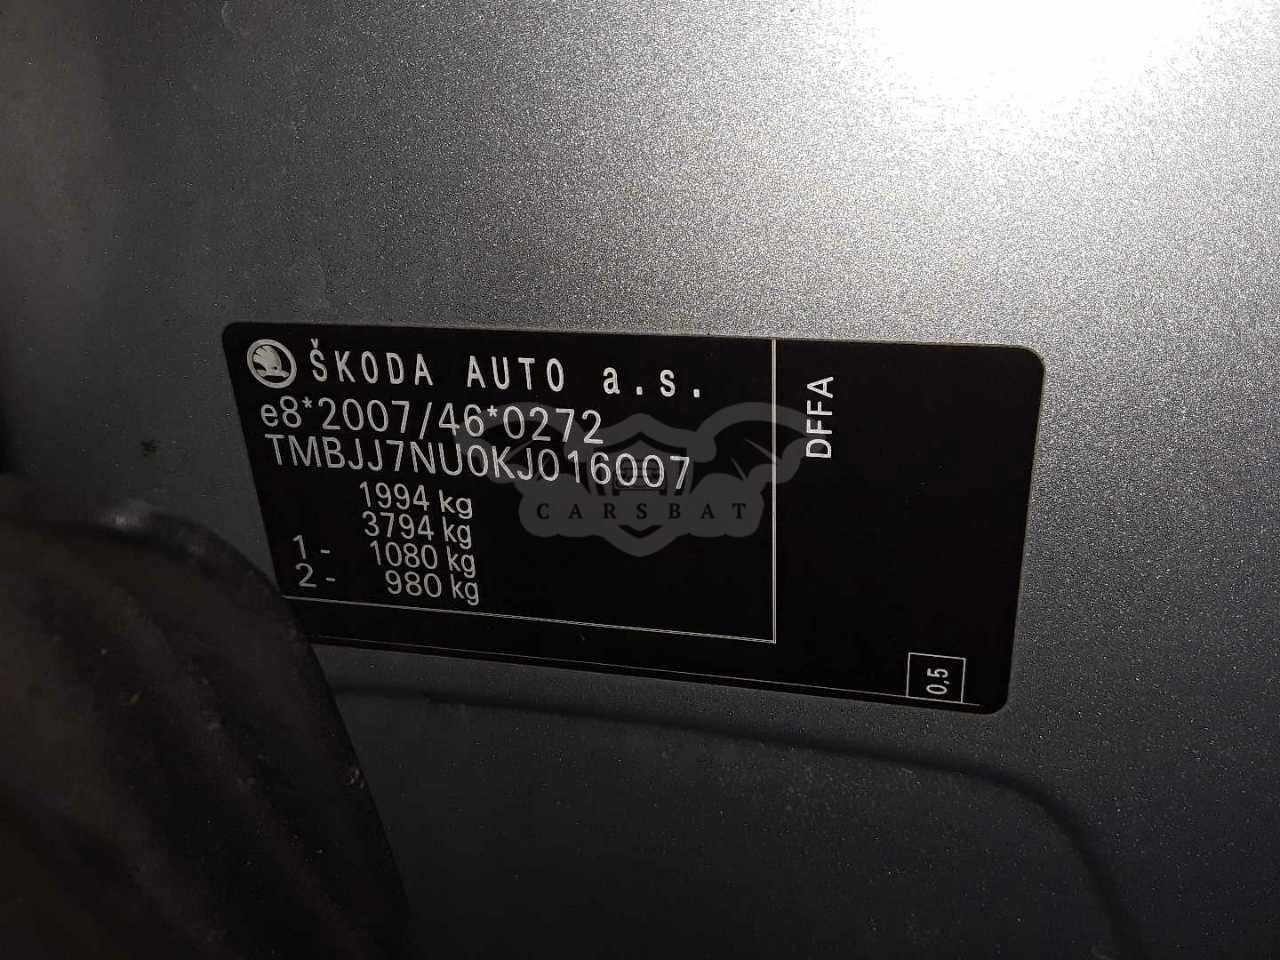 ŠKODA AUTO a.s.
e8*2007/46*0272
TMBJJ7NU0KJ016007
1994 kg
3794 kg
1- 1080 kg
2- 980 kg
DFFA
0,5
CARSBAT